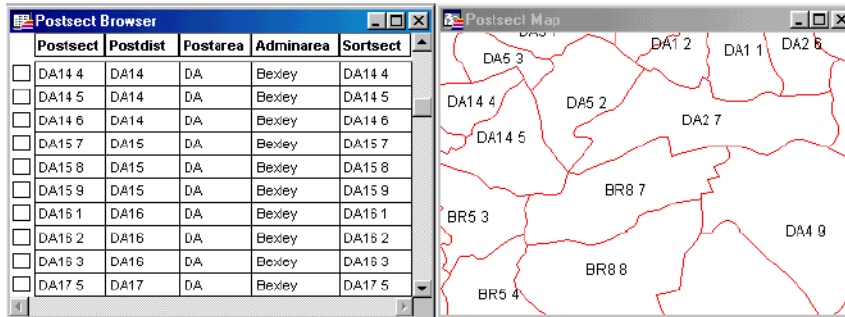 Postsect Browser
Postsect Postdist Postarea Adminarea Sortsect
DA14 4 DA14 DA Bexley DA14 4
DA14 5 DA14 DA Bexley DA14 5
DA14 6 DA14 DA Bexley DA14 6
DA15 7 DA15 DA Bexley DA15 7
DA15 8 DA15 DA Bexley DA15 8
DA15 9 DA15 DA Bexley DA15 9
DA16 1 DA16 DA Bexley DA16 1
DA16 2 DA16 DA Bexley DA16 2
DA16 3 DA16 DA Bexley DA16 3
DA17 5 DA17 DA Bexley DA17 5
Postsect Map
DA1 2
DA1 1
DA2 6
DA5 3
DA14 4
DA5 2
DA2 7
DA14 5
BR8 7
BR5 3
DA4 9
BR8 8
BR5 4